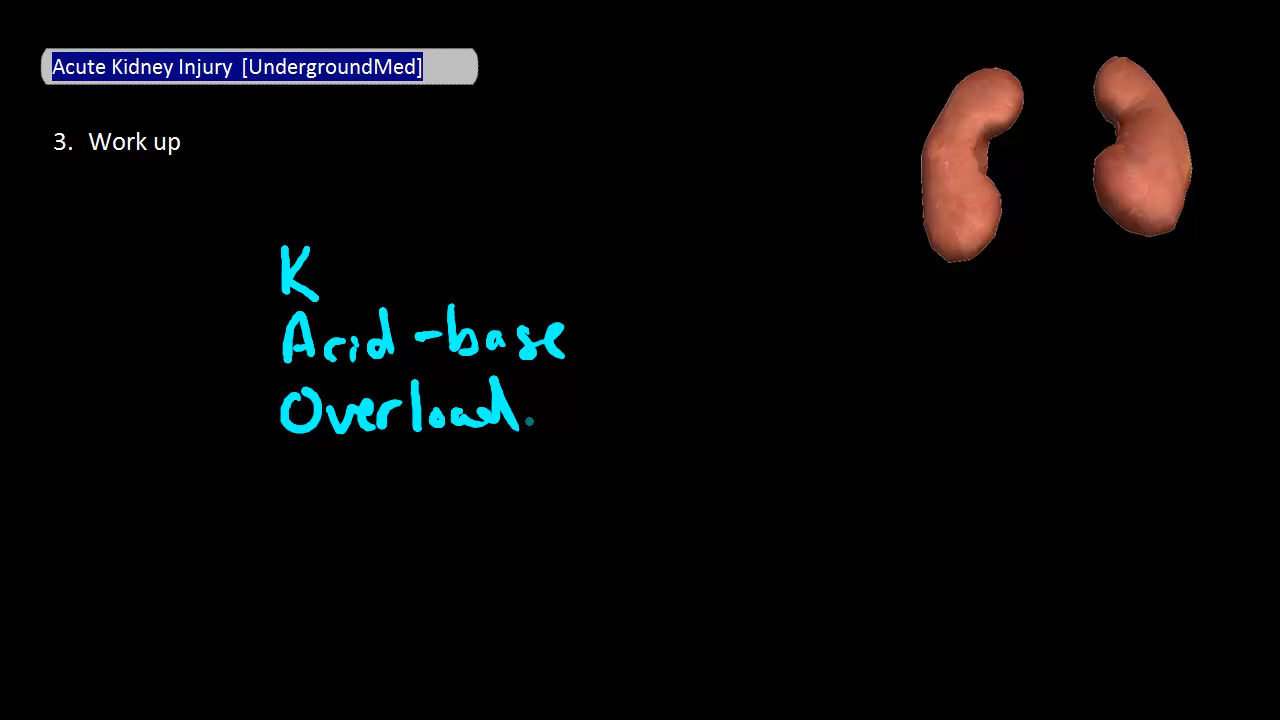 Acute Kidney Injury [UndergroundMed]
3. Work up
K
Acid-base
Overload